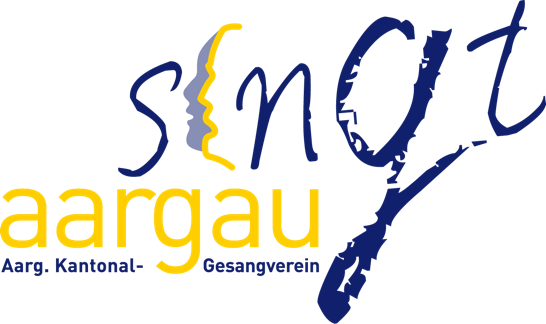 singt
aargau
Aarg. Kantonal- Gesangverein